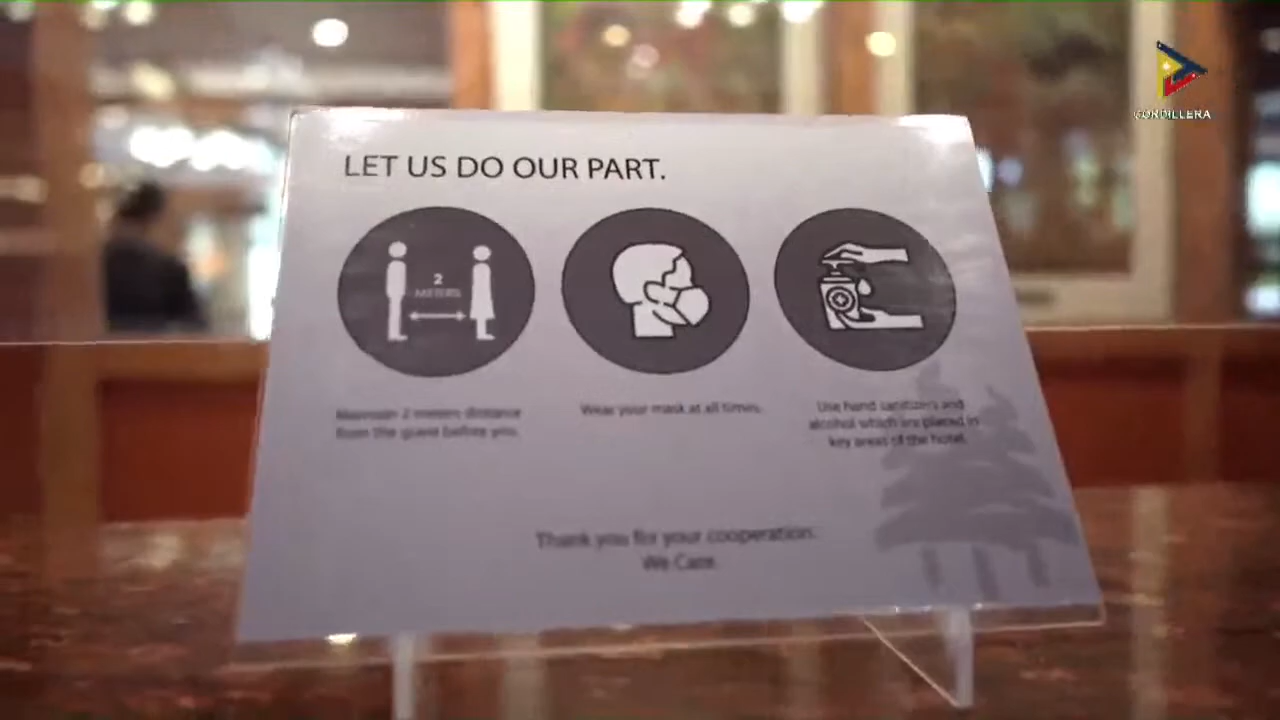 CORDILLERA
LET US DO OUR PART.
2
METERS
Maintain 2 meters distance
from the guest before you.
Wear your mask at all times.
Use hand sanitizers and
alcohol which are placed in
key areas of the hotel.
Thank you for your cooperation.
We Care.